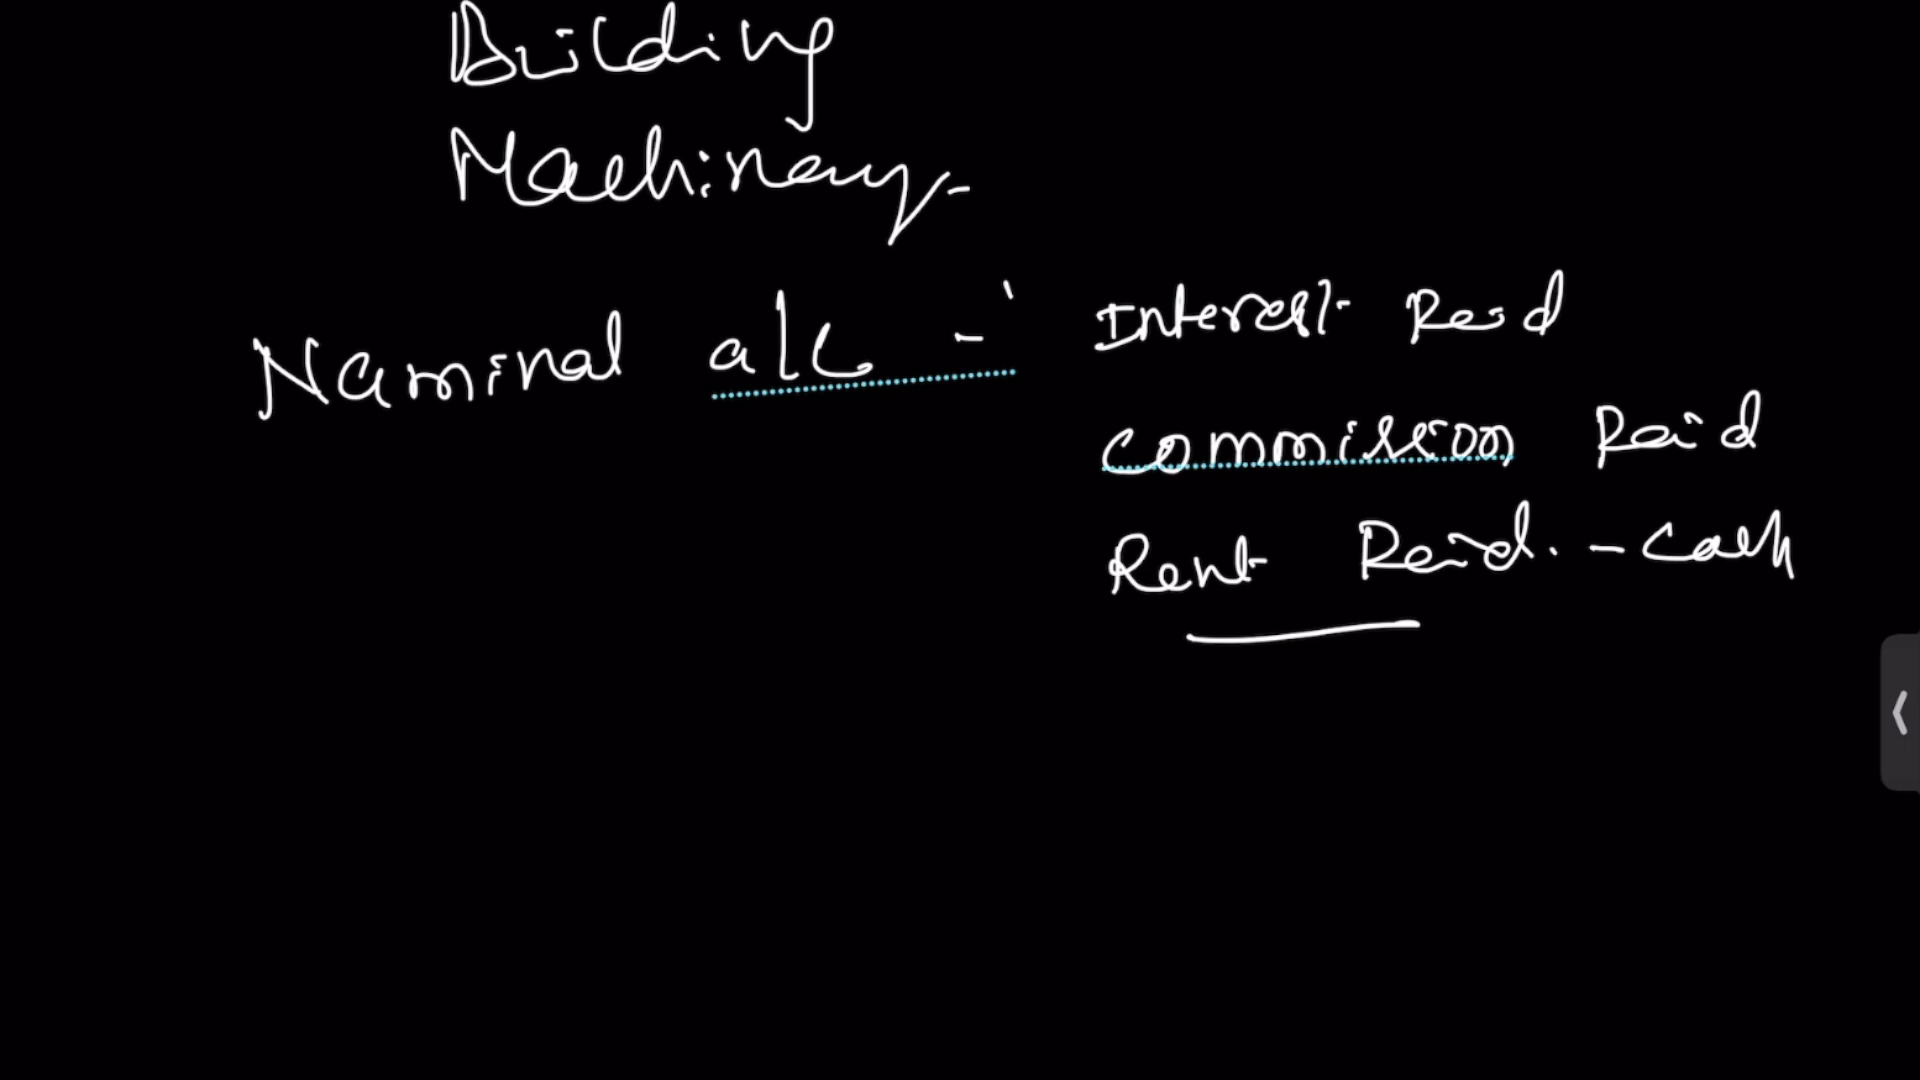 Building
Machinery
Nominal a/c - Interest Paid
Commission Paid
Rent Paid. - Cash